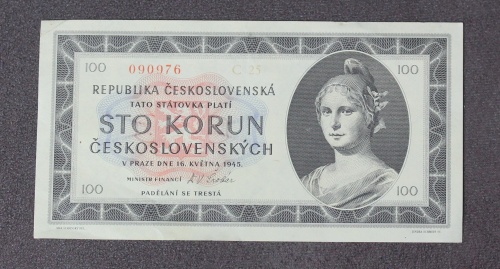 100 090976 C 25 100
REPUBLIKA ČESKOSLOVENSKÁ
TATO STÁTOVKA PLATÍ
STO KORUN
ČESKOSLOVENSKÝCH
V PRAZE DNE 16. KVĚTNA 1945.
MINISTR FINANCÍ
100 PADĚLÁNÍ SE TRESTÁ 100